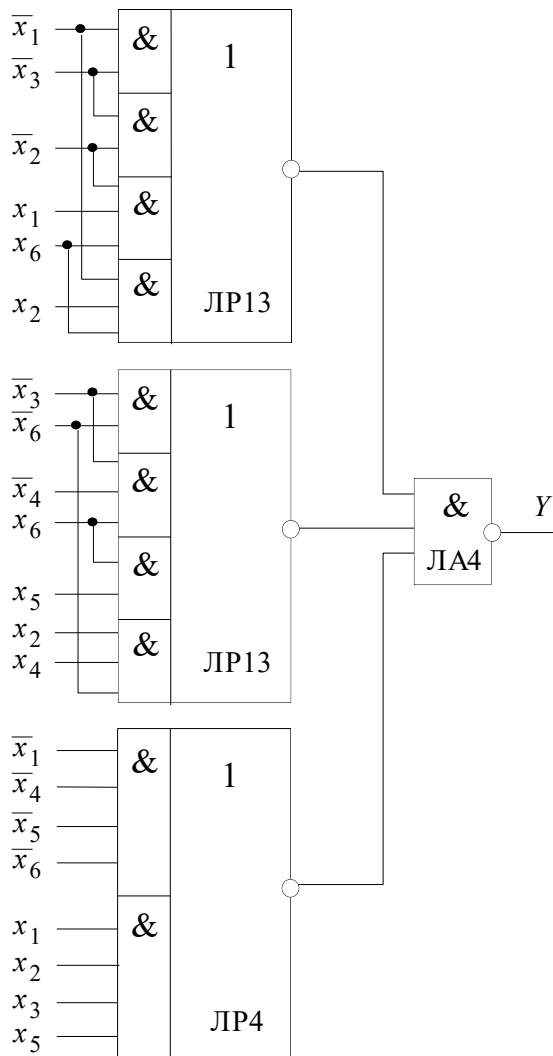 x̅₁ & 1
x̅₃
&
x̅₂
&
x₁
x₆
&
x₂ ЛР13
x̅₃ & 1
x̅₆
x̅₄ &
x₆
&
x₅
x₂ &
x₄ ЛР13
& Y
ЛА4
x̅₁ & 1
x̅₄
x̅₅
x̅₆
x₁ &
x₂
x₃
x₅ ЛР4